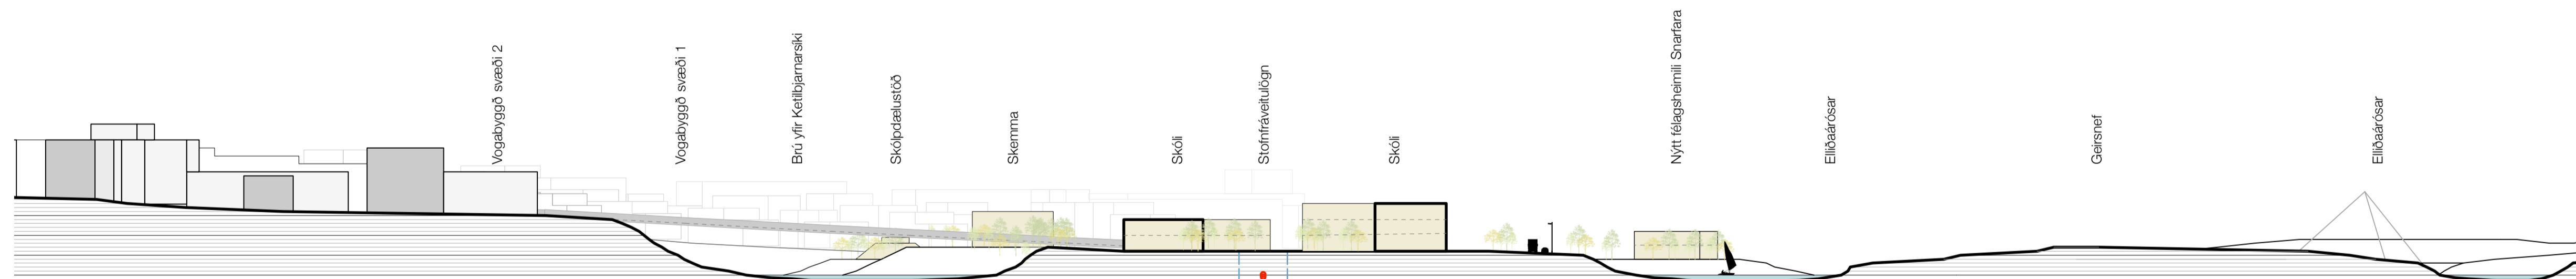 Vogabyggð svæði 2
Vogabyggð svæði 1
Brú yfir Ketilbjarnarsíki
Skólpdælustöð
Skemma
Skóli
Stofnfráveitulögn
Skóli
Nýtt félagsheimili Snarfara
Elliðaárósar
Geirsnef
Elliðaárósar